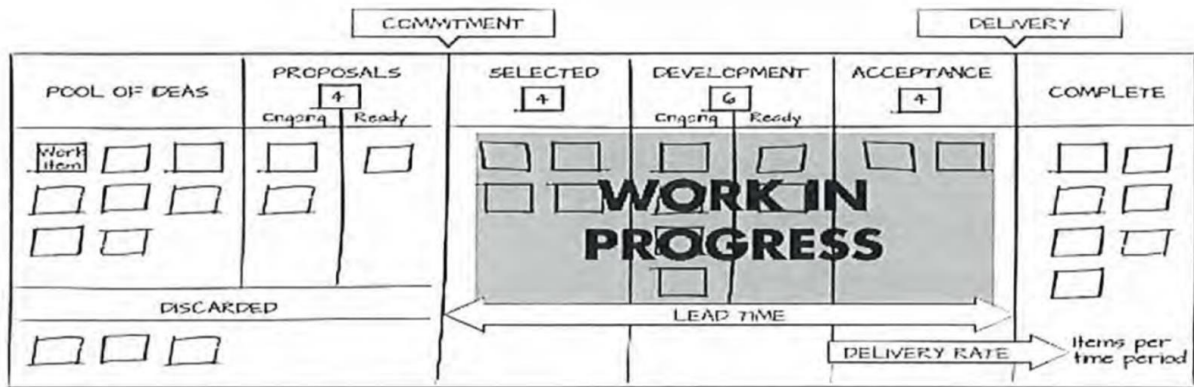 COMMITMENT
DELIVERY
POOL OF IDEAS
PROPOSALS
4
Ongoing
Ready
SELECTED
4
DEVELOPMENT
6
Ongoing
Ready
ACCEPTANCE
4
COMPLETE
Work
item
WORK IN
PROGRESS
DISCARDED
LEAD TIME
DELIVERY RATE
Items per
time period